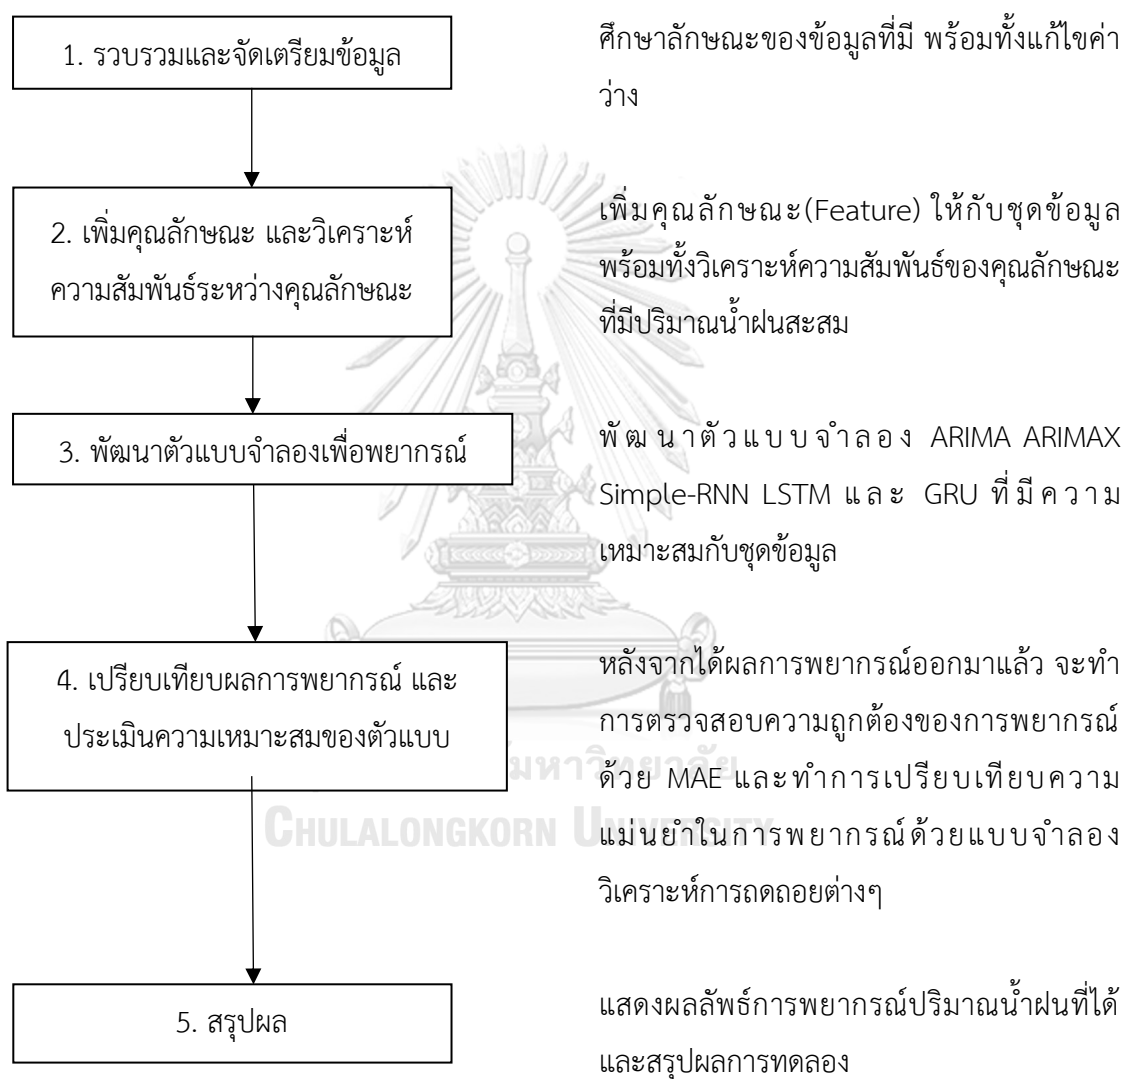 1. รวบรวมและจัดเตรียมข้อมูล
ศึกษาลักษณะของข้อมูลที่มี พร้อมทั้งแก้ไขค่า
ว่าง
2. เพิ่มคุณลักษณะ และวิเคราะห์
ความสัมพันธ์ระหว่างคุณลักษณะ
เพิ่มคุณลักษณะ(Feature) ให้กับชุดข้อมูล
พร้อมทั้งวิเคราะห์ความสัมพันธ์ของคุณลักษณะ
ที่มีปริมาณน้ำฝนสะสม
3. พัฒนาตัวแบบจำลองเพื่อพยากรณ์
พัฒนาตัวแบบจำลอง ARIMA ARIMAX
Simple-RNN LSTM และ GRU ที่มีความ
เหมาะสมกับชุดข้อมูล
4. เปรียบเทียบผลการพยากรณ์ และ
ประเมินความเหมาะสมของตัวแบบ
หลังจากได้ผลการพยากรณ์ออกมาแล้ว จะทำ
การตรวจสอบความถูกต้องของการพยากรณ์
ด้วย MAE และทำการเปรียบเทียบความ
แม่นยำในการพยากรณ์ด้วยแบบจำลอง
วิเคราะห์การถดถอยต่างๆ
มหาวิทยาลัย
CHULALONGKORN UNIVERSITY
5. สรุปผล
แสดงผลลัพธ์การพยากรณ์ปริมาณน้ำฝนที่ได้
และสรุปผลการทดลอง